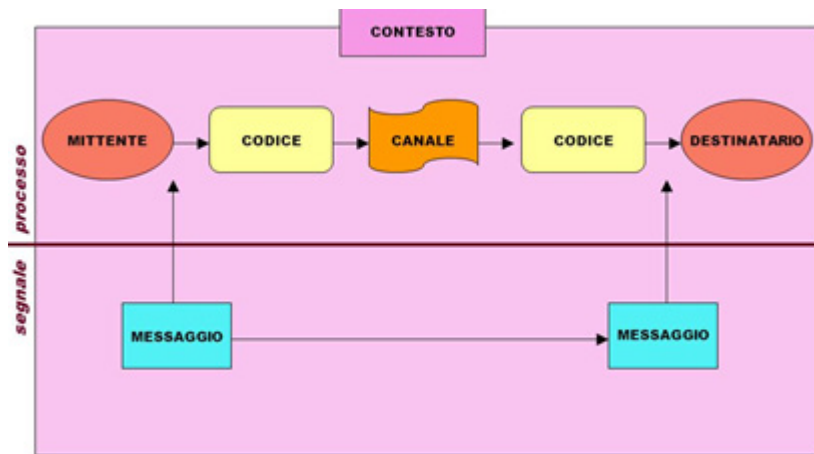 CONTESTO
MITTENTE
CODICE
CANALE
CODICE
DESTINATARIO
processo
segnale
MESSAGGIO
MESSAGGIO